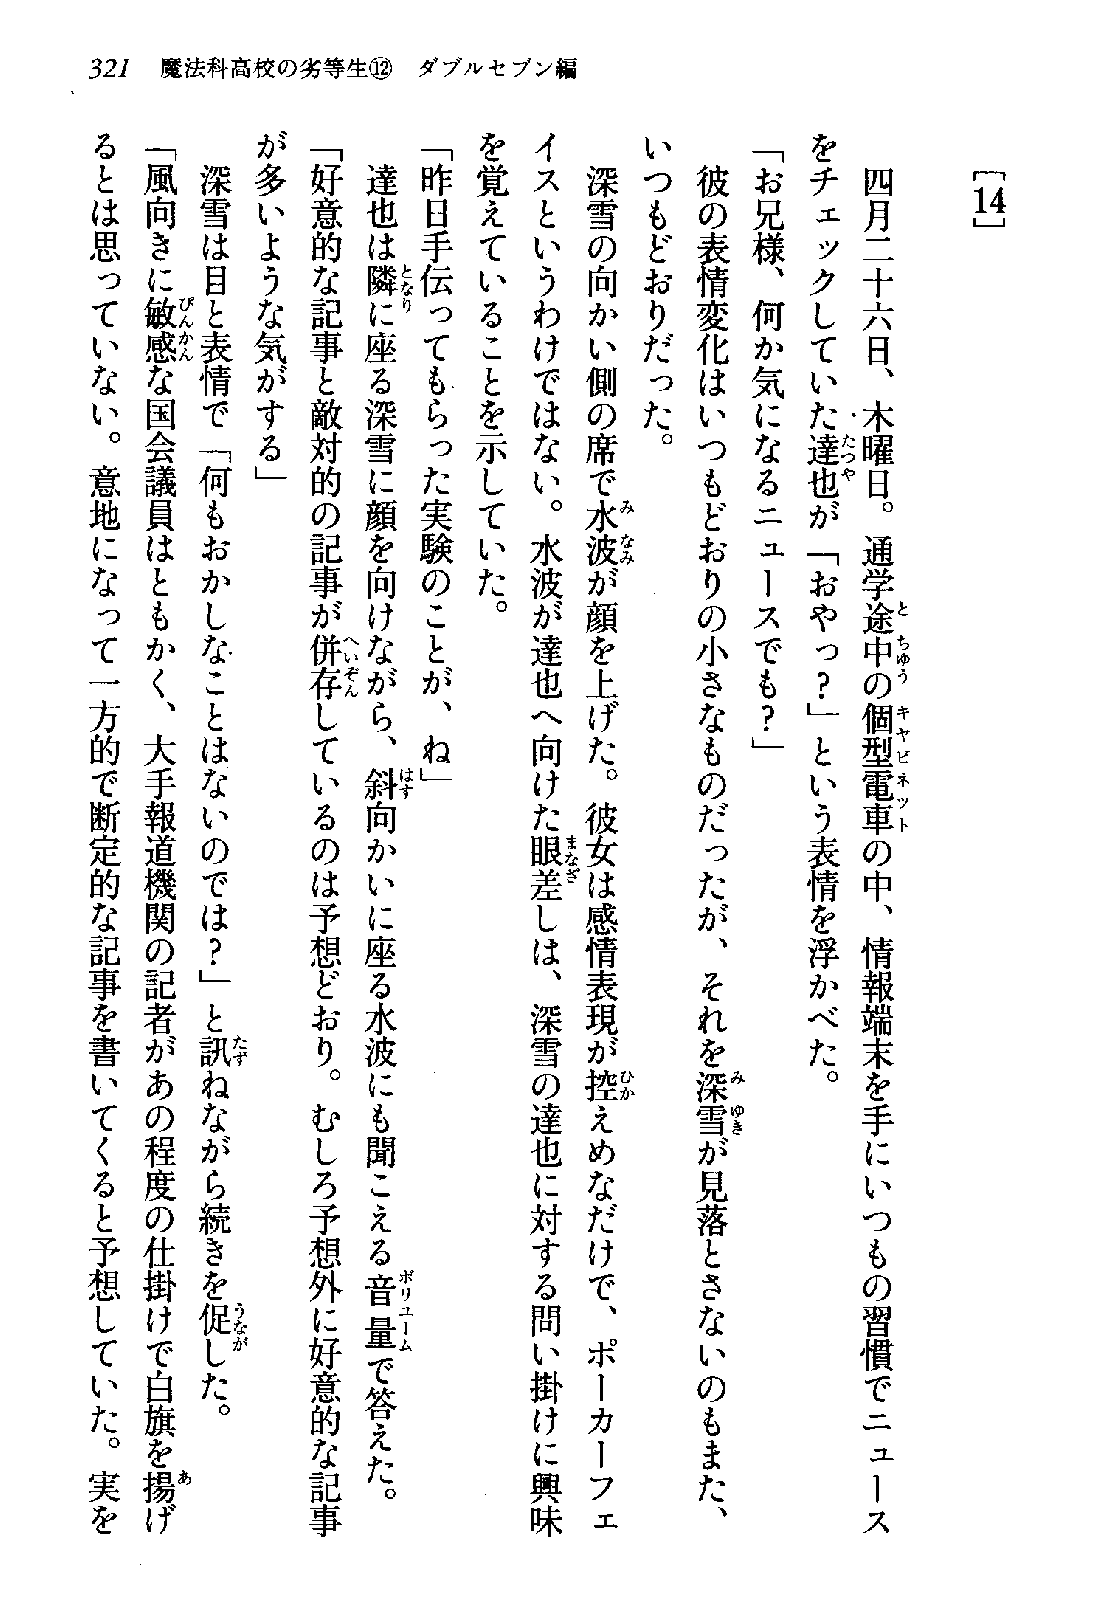 321　魔法科高校の劣等生⑫　ダブルセブン編
［14］
　四月二十六日、木曜日。通学途中の個型電車の中、情報端末を手にいつもの習慣でニュース
をチェックしていた達也が「おやっ？」という表情を浮かべた。
「お兄様、何か気になるニュースでも？」
　彼の表情変化はいつもどおりの小さなものだったが、それを深雪が見落とさないのもまた、
いつもどおりだった。
　深雪の向かい側の席で水波が顔を上げた。彼女は感情表現が控えめなだけで、ポーカーフェ
イスというわけではない。水波が達也へ向けた眼差しは、深雪の達也に対する問い掛けに興味
を覚えていることを示していた。
「昨日手伝ってもらった実験のことが、ね」
　達也は隣に座る深雪に顔を向けながら、斜向かいに座る水波にも聞こえる音量で答えた。
「好意的な記事と敵対的の記事が併存しているのは予想どおり。むしろ予想外に好意的な記事
が多いような気がする」
　深雪は目と表情で「何もおかしなことはないのでは？」と訊ねながら続きを促した。
「風向きに敏感な国会議員はともかく、大手報道機関の記者があの程度の仕掛けで白旗を揚げ
るとは思っていない。意地になって一方的で断定的な記事を書いてくると予想していた。実を